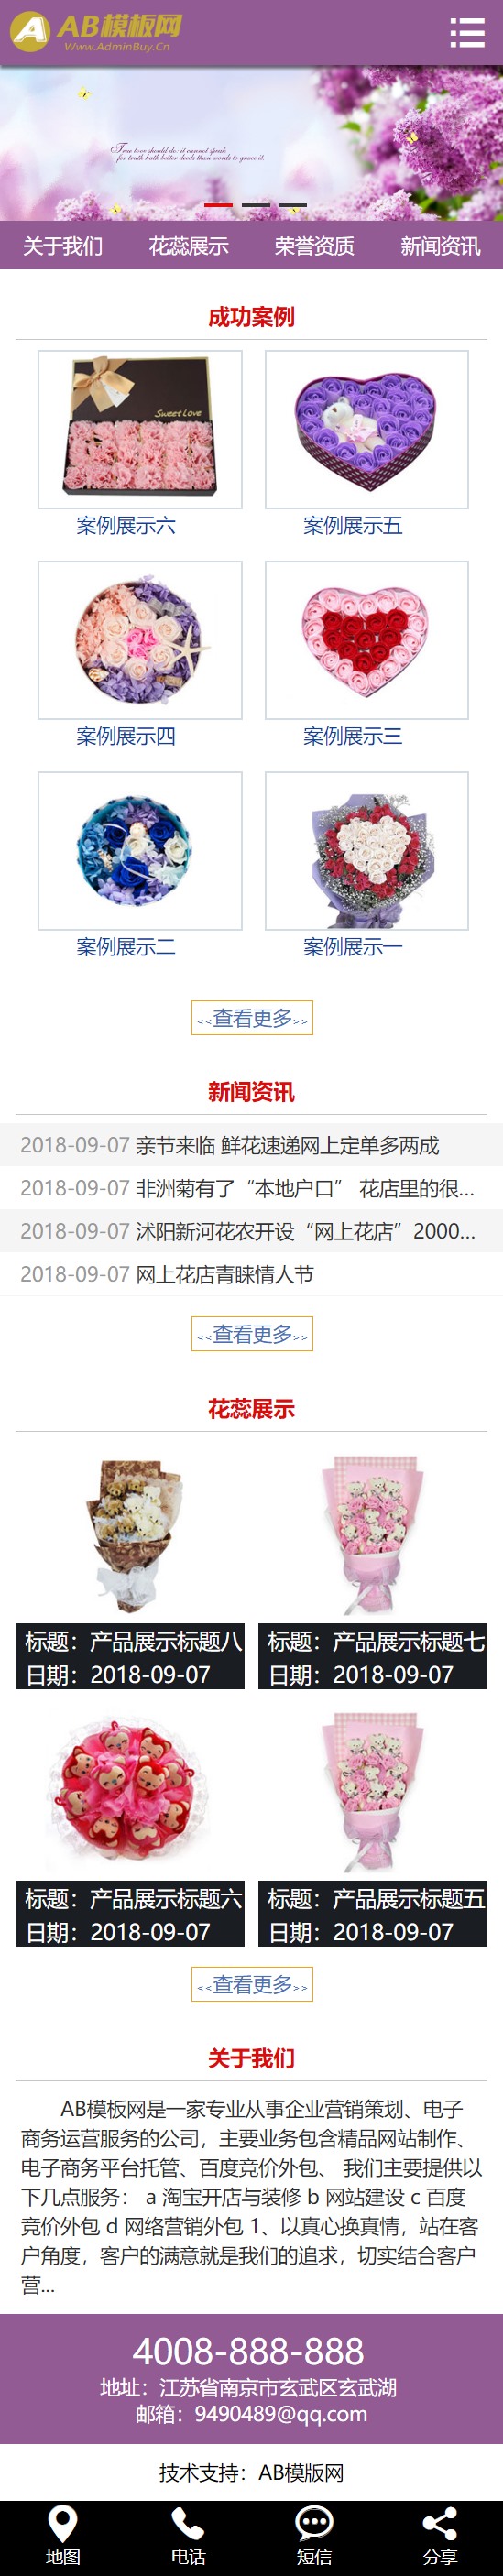 AB模板网
Www.AdminBuy.Cn
True love should do: it cannot speak
for truth hath better deeds than words to grace it.
关于我们 花蕊展示 荣誉资质 新闻资讯
成功案例
Sweet Love
案例展示六 案例展示五
案例展示四 案例展示三
案例展示二 案例展示一
<<查看更多>>
新闻资讯
2018-09-07 亲节来临 鲜花速递网上定单多两成
2018-09-07 非洲菊有了“本地户口” 花店里的很...
2018-09-07 沭阳新河花农开设“网上花店”2000...
2018-09-07 网上花店青睐情人节
<<查看更多>>
花蕊展示
标题：产品展示标题八 标题：产品展示标题七
日期：2018-09-07 日期：2018-09-07
标题：产品展示标题六 标题：产品展示标题五
日期：2018-09-07 日期：2018-09-07
<<查看更多>>
关于我们
AB模板网是一家专业从事企业营销策划、电子
商务运营服务的公司，主要业务包含精品网站制作、
电子商务平台托管、百度竞价外包、 我们主要提供以
下几点服务： a 淘宝开店与装修 b 网站建设 c 百度
竞价外包 d 网络营销外包 1、以真心换真情，站在客
户角度，客户的满意就是我们的追求，切实结合客户
营...
4008-888-888
地址：江苏省南京市玄武区玄武湖
邮箱：9490489@qq.com
技术支持：AB模版网
地图 电话 短信 分享